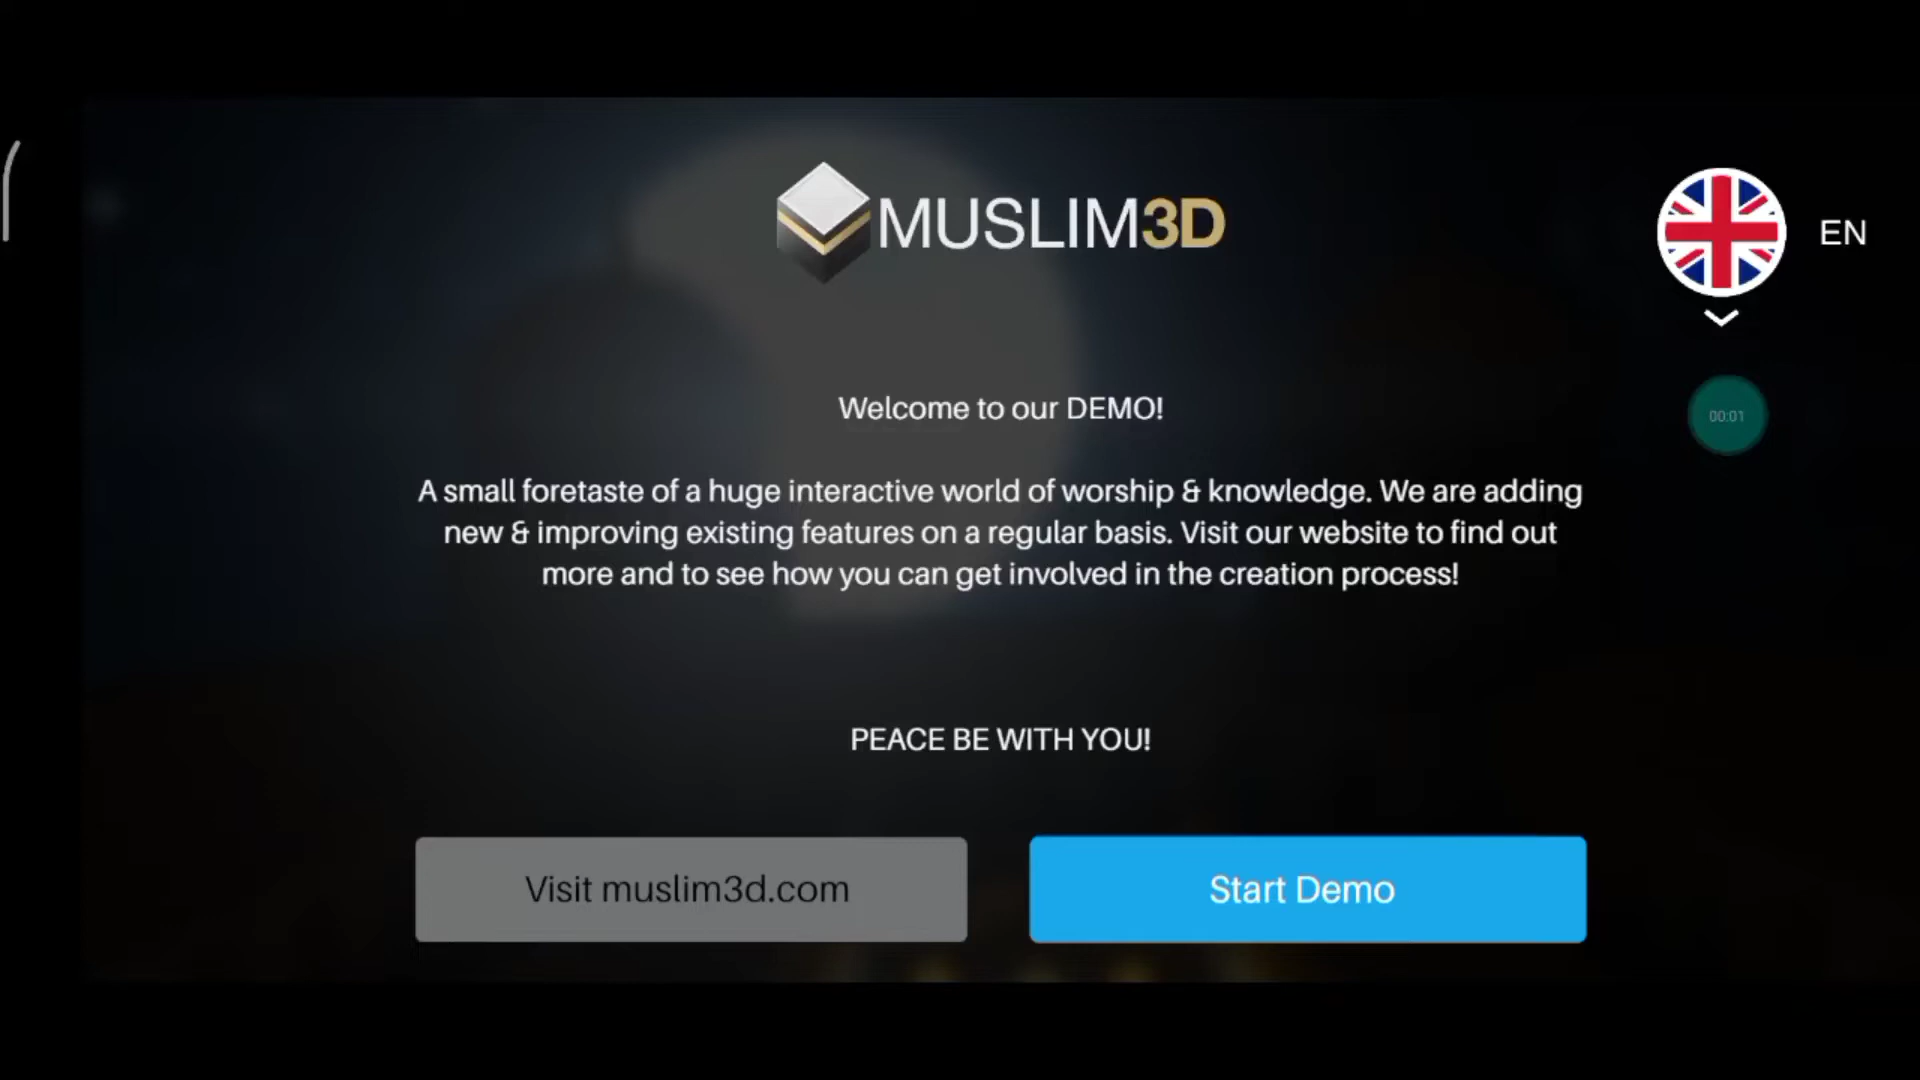 MUSLIM3D
EN
00:01
Welcome to our DEMO!
A small foretaste of a huge interactive world of worship & knowledge. We are adding
new & improving existing features on a regular basis. Visit our website to find out
more and to see how you can get involved in the creation process!
PEACE BE WITH YOU!
Visit muslim3d.com
Start Demo